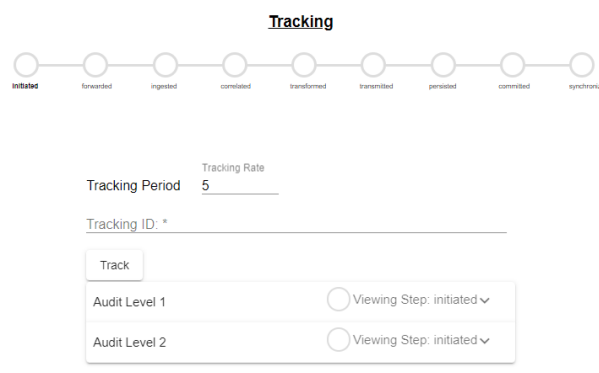 Tracking
initiated forwarded ingested correlated transformed transmitted persisted committed synchroni
Tracking Rate
Tracking Period 5
Tracking ID: *
Track
Audit Level 1 Viewing Step: initiated
Audit Level 2 Viewing Step: initiated